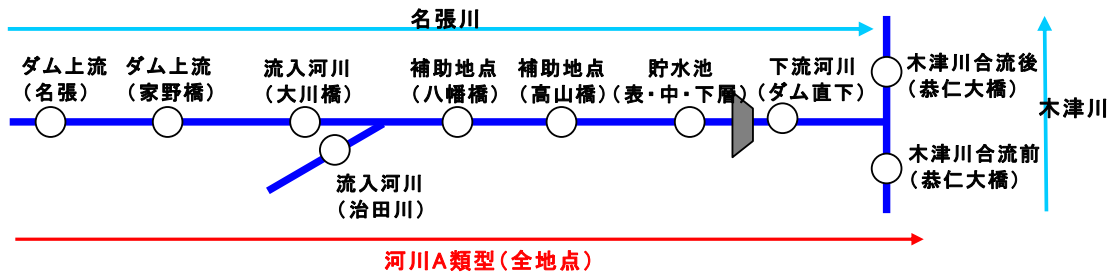 名張川
ダム上流
（名張）
ダム上流
（家野橋）
流入河川
（大川橋）
補助地点
（八幡橋）
補助地点
（高山橋）
貯水池
（表・中・下層）
下流河川
（ダム直下）
木津川合流後
（恭仁大橋）
木津川
木津川合流前
（恭仁大橋）
流入河川
（治田川）
河川A類型（全地点）